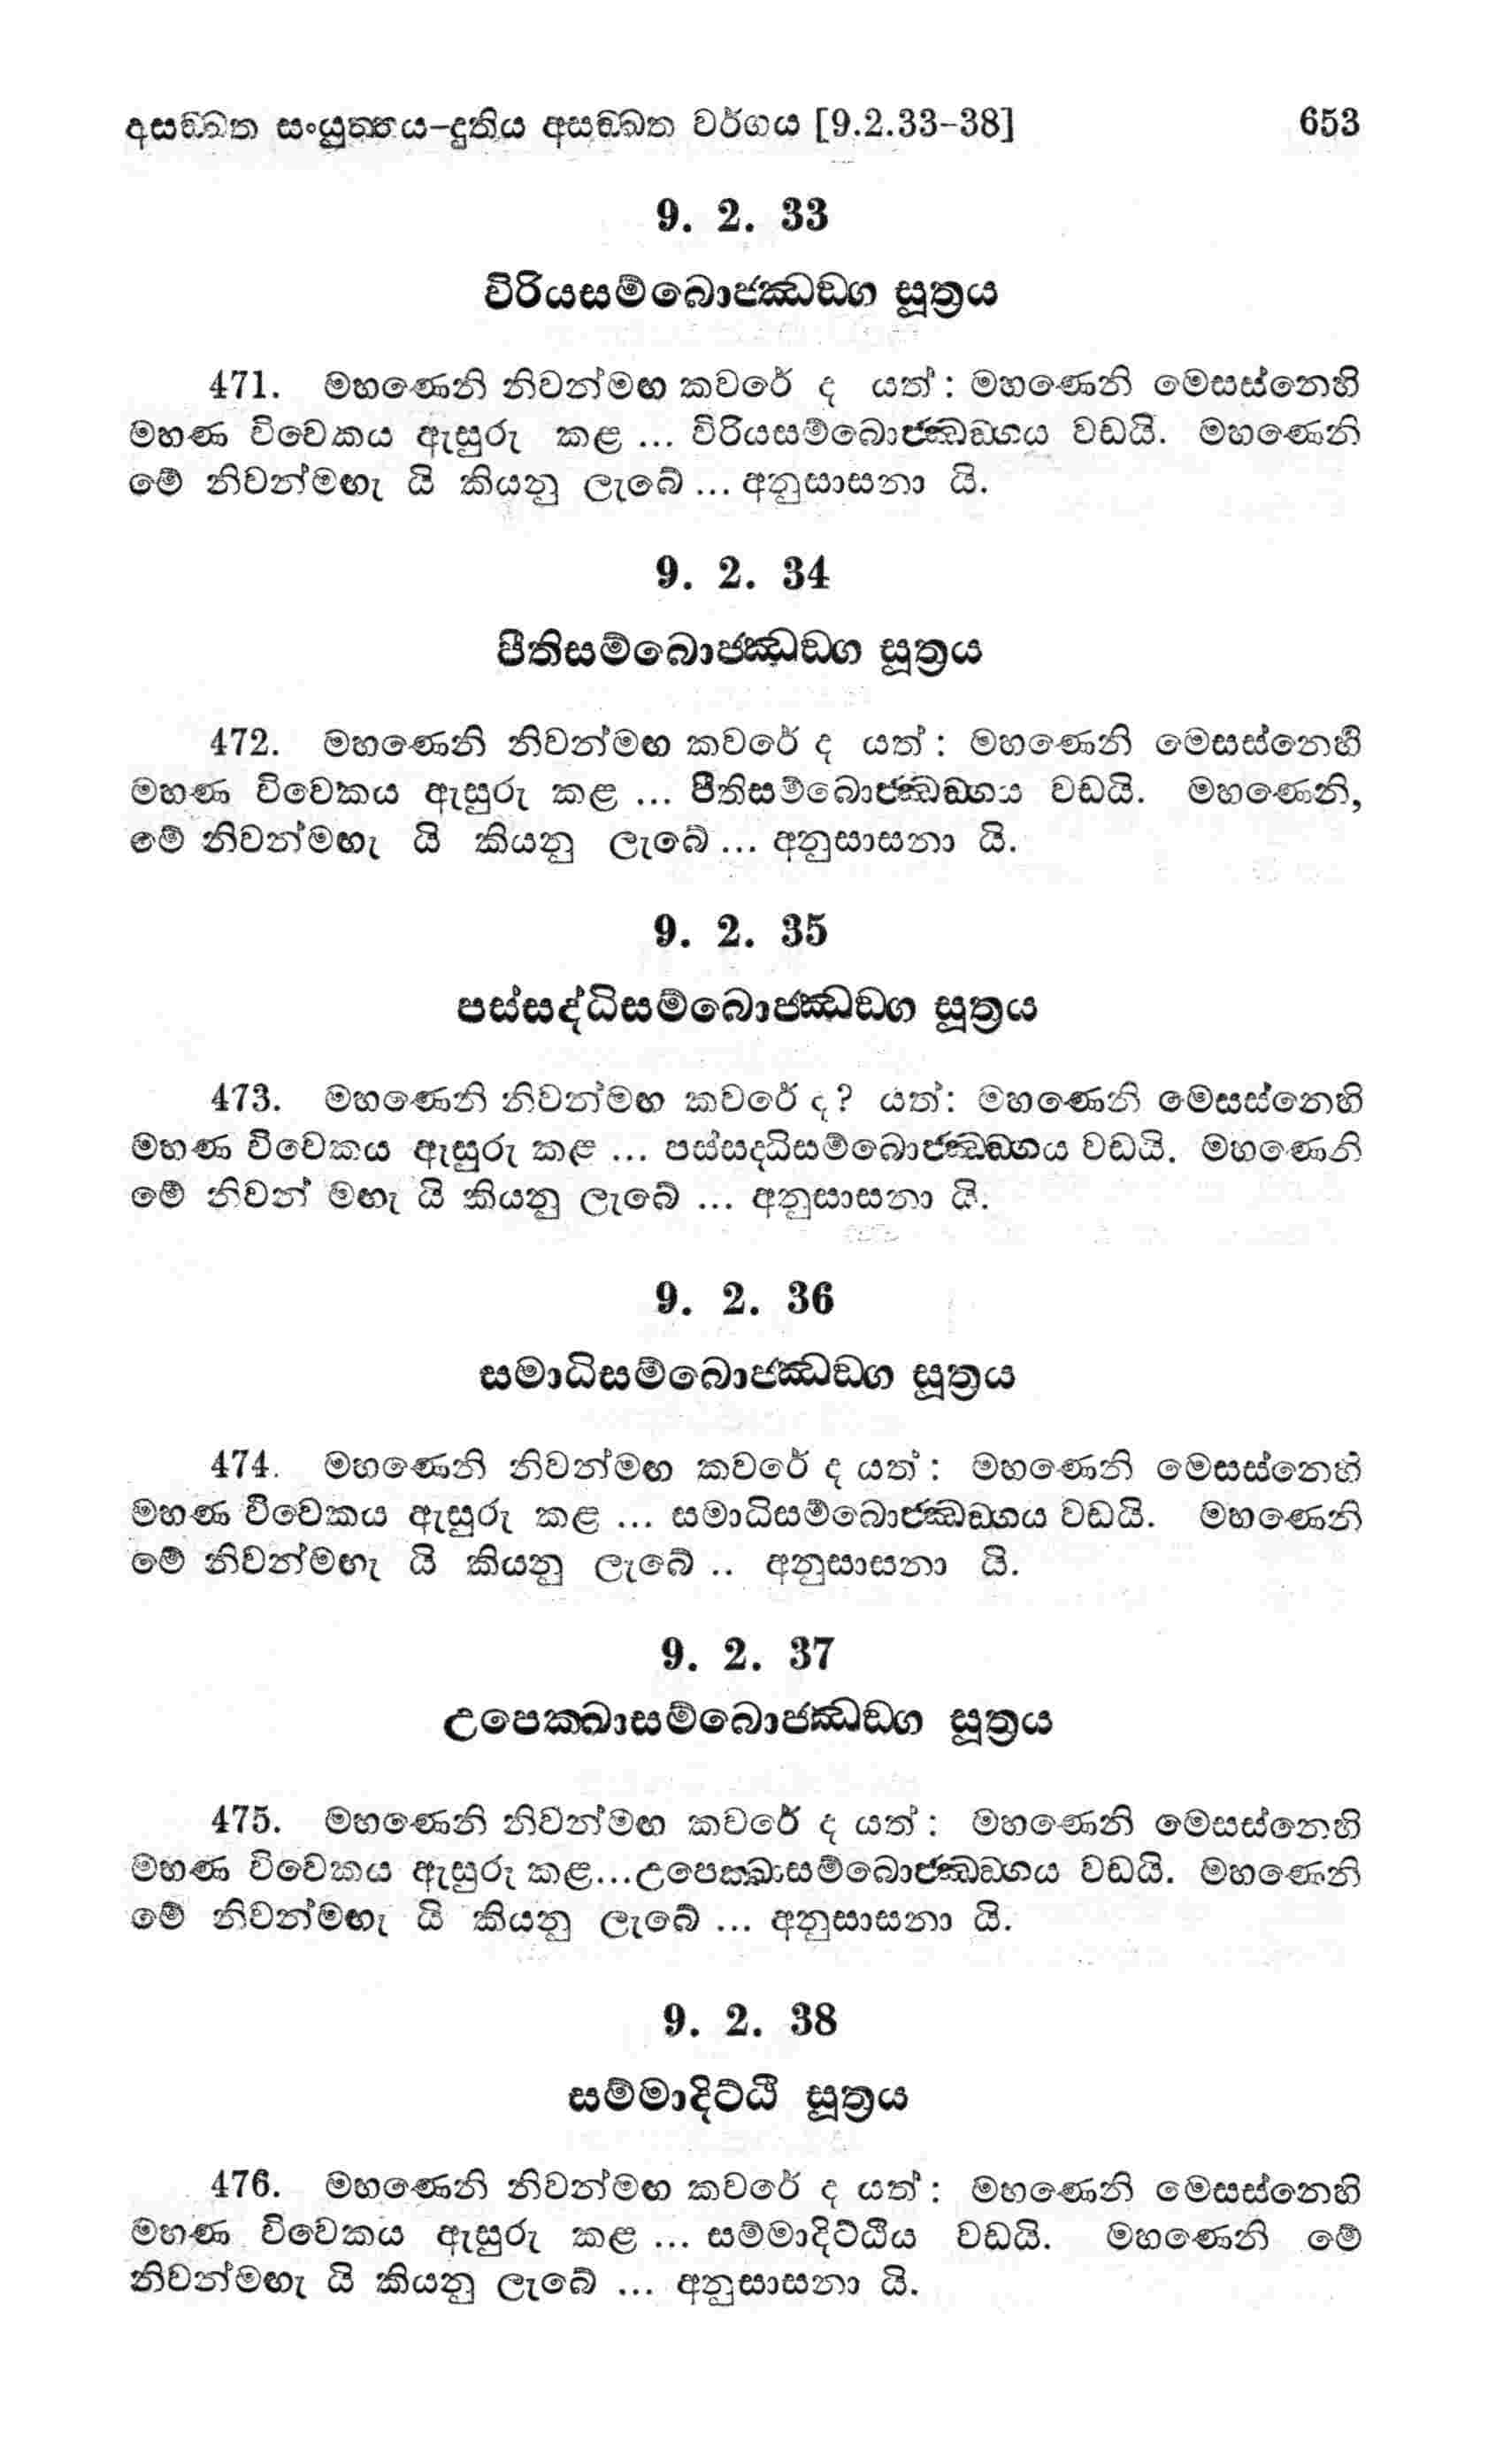 අසඞ්ඛත සංයුත්තය-දුතිය අසඞ්ඛත වර්ගය [9.2.33-38] 653
9. 2. 33
විරියසම්බොජ්ඣඞ්ග සූත්‍රය
471. මහණෙනි නිවන්මඟ කවරේ ද යත්: මහණෙනි මෙසස්නෙහි
මහණ විවෙකය ඇසුරු කළ ... විරියසම්බොජ්ඣඞ්ගය වඩයි. මහණෙනි
මේ නිවන්මඟැ යි කියනු ලැබේ ... අනුසාසනා යි.
9. 2. 34
පීතිසම්බොජ්ඣඞ්ග සූත්‍රය
472. මහණෙනි නිවන්මඟ කවරේ ද යත්: මහණෙනි මෙසස්නෙහි
මහණ විවෙකය ඇසුරු කළ ... පීතිසම්බොජ්ඣඞ්ගය වඩයි. මහණෙනි,
මේ නිවන්මඟැ යි කියනු ලැබේ ... අනුසාසනා යි.
9. 2. 35
පස්සද්ධිසම්බොජ්ඣඞ්ග සූත්‍රය
473. මහණෙනි නිවන්මඟ කවරේ ද? යත්: මහණෙනි මෙසස්නෙහි
මහණ විවෙකය ඇසුරු කළ ... පස්සද්ධිසම්බොජ්ඣඞ්ගය වඩයි. මහණෙනි
මේ නිවන් මඟැ යි කියනු ලැබේ ... අනුසාසනා යි.
9. 2. 36
සමාධිසම්බොජ්ඣඞ්ග සූත්‍රය
474. මහණෙනි නිවන්මඟ කවරේ ද යත්: මහණෙනි මෙසස්නෙහි
මහණ විවෙකය ඇසුරු කළ ... සමාධිසම්බොජ්ඣඞ්ගය වඩයි. මහණෙනි
මේ නිවන්මඟැ යි කියනු ලැබේ .. අනුසාසනා යි.
9. 2. 37
උපෙක්ඛාසම්බොජ්ඣඞ්ග සූත්‍රය
475. මහණෙනි නිවන්මඟ කවරේ ද යත්: මහණෙනි මෙසස්නෙහි
මහණ විවෙකය ඇසුරු කළ...උපෙක්ඛාසම්බොජ්ඣඞ්ගය වඩයි. මහණෙනි
මේ නිවන්මඟැ යි කියනු ලැබේ ... අනුසාසනා යි.
9. 2. 38
සම්මාදිට්ඨි සූත්‍රය
476. මහණෙනි නිවන්මඟ කවරේ ද යත්: මහණෙනි මෙසස්නෙහි
මහණ විවෙකය ඇසුරු කළ ... සම්මාදිට්ඨිය වඩයි. මහණෙනි මේ
නිවන්මඟැ යි කියනු ලැබේ ... අනුසාසනා යි.